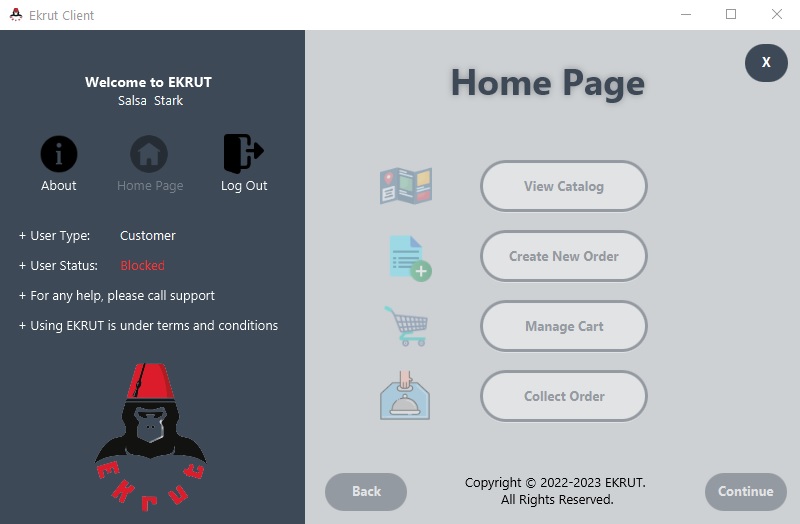 Ekrut Client
Welcome to EKRUT
Salsa Stark
About
Home Page
Log Out
+ User Type: Customer
+ User Status: Blocked
+ For any help, please call support
+ Using EKRUT is under terms and conditions
EKRUT
Home Page
X
View Catalog
Create New Order
Manage Cart
Collect Order
Back
Copyright © 2022-2023 EKRUT.
All Rights Reserved.
Continue